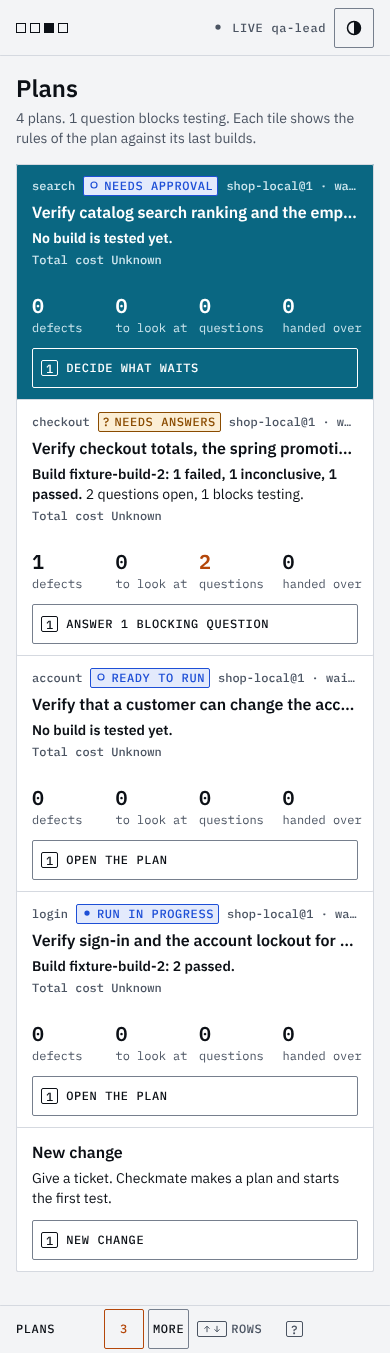 LIVE qa-lead
Plans
4 plans. 1 question blocks testing. Each tile shows the
rules of the plan against its last builds.
search NEEDS APPROVAL shop-local@1 · wa…
Verify catalog search ranking and the emp…
No build is tested yet.
Total cost Unknown
0 0 0 0
defects to look at questions handed over
1 DECIDE WHAT WAITS
checkout ? NEEDS ANSWERS shop-local@1 · w…
Verify checkout totals, the spring promoti…
Build fixture-build-2: 1 failed, 1 inconclusive, 1
passed. 2 questions open, 1 blocks testing.
Total cost Unknown
1 0 2 0
defects to look at questions handed over
1 ANSWER 1 BLOCKING QUESTION
account READY TO RUN shop-local@1 · wai…
Verify that a customer can change the acc…
No build is tested yet.
Total cost Unknown
0 0 0 0
defects to look at questions handed over
1 OPEN THE PLAN
login RUN IN PROGRESS shop-local@1 · wa…
Verify sign-in and the account lockout for …
Build fixture-build-2: 2 passed.
Total cost Unknown
0 0 0 0
defects to look at questions handed over
1 OPEN THE PLAN
New change
Give a ticket. Checkmate makes a plan and starts
the first test.
1 NEW CHANGE
PLANS 3 MORE ↑↓ ROWS ?